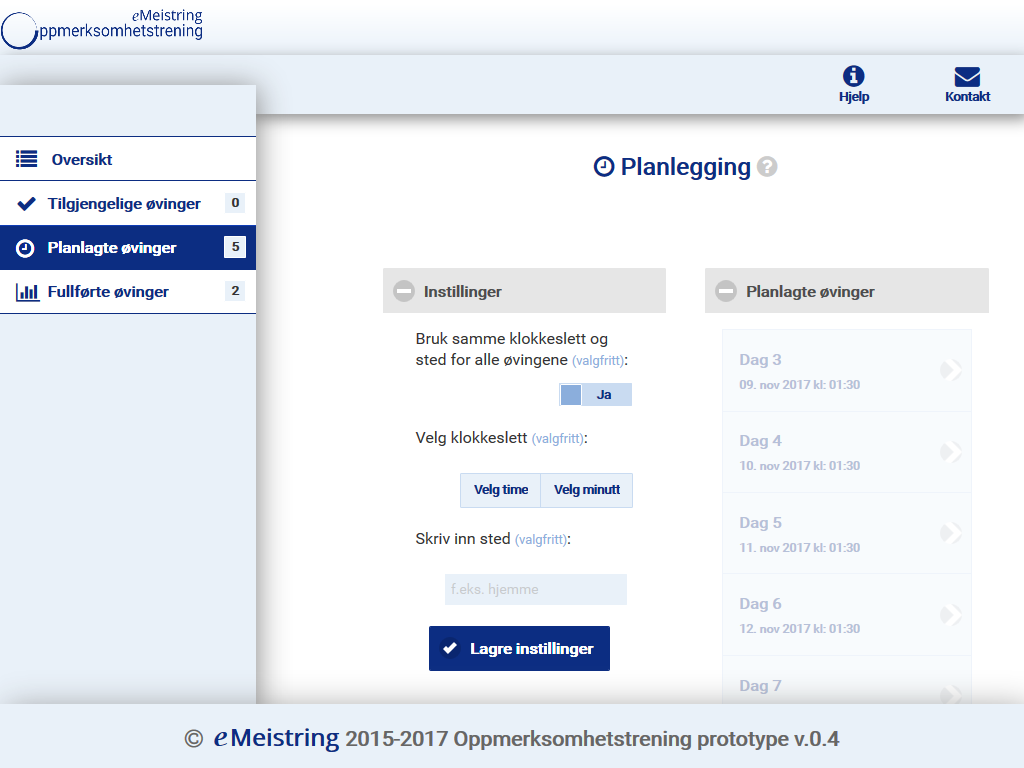 eMeistring
Oppmerksomhetstrening
Hjelp
Kontakt
Oversikt
Tilgjengelige øvinger 0
Planlagte øvinger 5
Fullførte øvinger 2
Planlegging ?
Instillinger
Bruk samme klokkeslett og
sted for alle øvingene (valgfritt):
Ja
Velg klokkeslett (valgfritt):
Velg time Velg minutt
Skriv inn sted (valgfritt):
f.eks. hjemme
Lagre instillinger
Planlagte øvinger
Dag 3
09. nov 2017 kl: 01:30
Dag 4
10. nov 2017 kl: 01:30
Dag 5
11. nov 2017 kl: 01:30
Dag 6
12. nov 2017 kl: 01:30
Dag 7
© eMeistring 2015-2017 Oppmerksomhetstrening prototype v.0.4